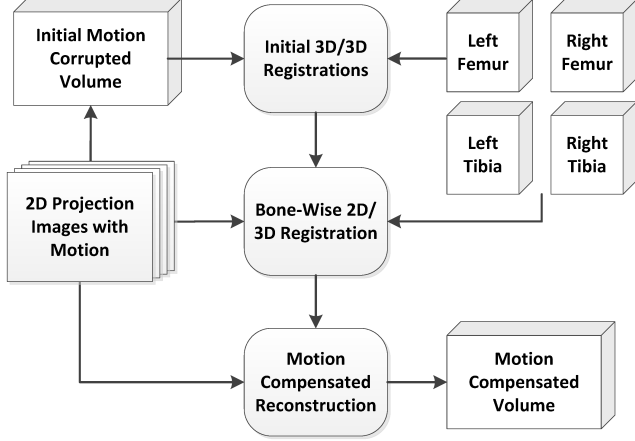 Initial Motion
Corrupted
Volume
Initial 3D/3D
Registrations
Left
Femur
Right
Femur
Left
Tibia
Right
Tibia
2D Projection
Images with
Motion
Bone-Wise 2D/
3D Registration
Motion
Compensated
Reconstruction
Motion
Compensated
Volume